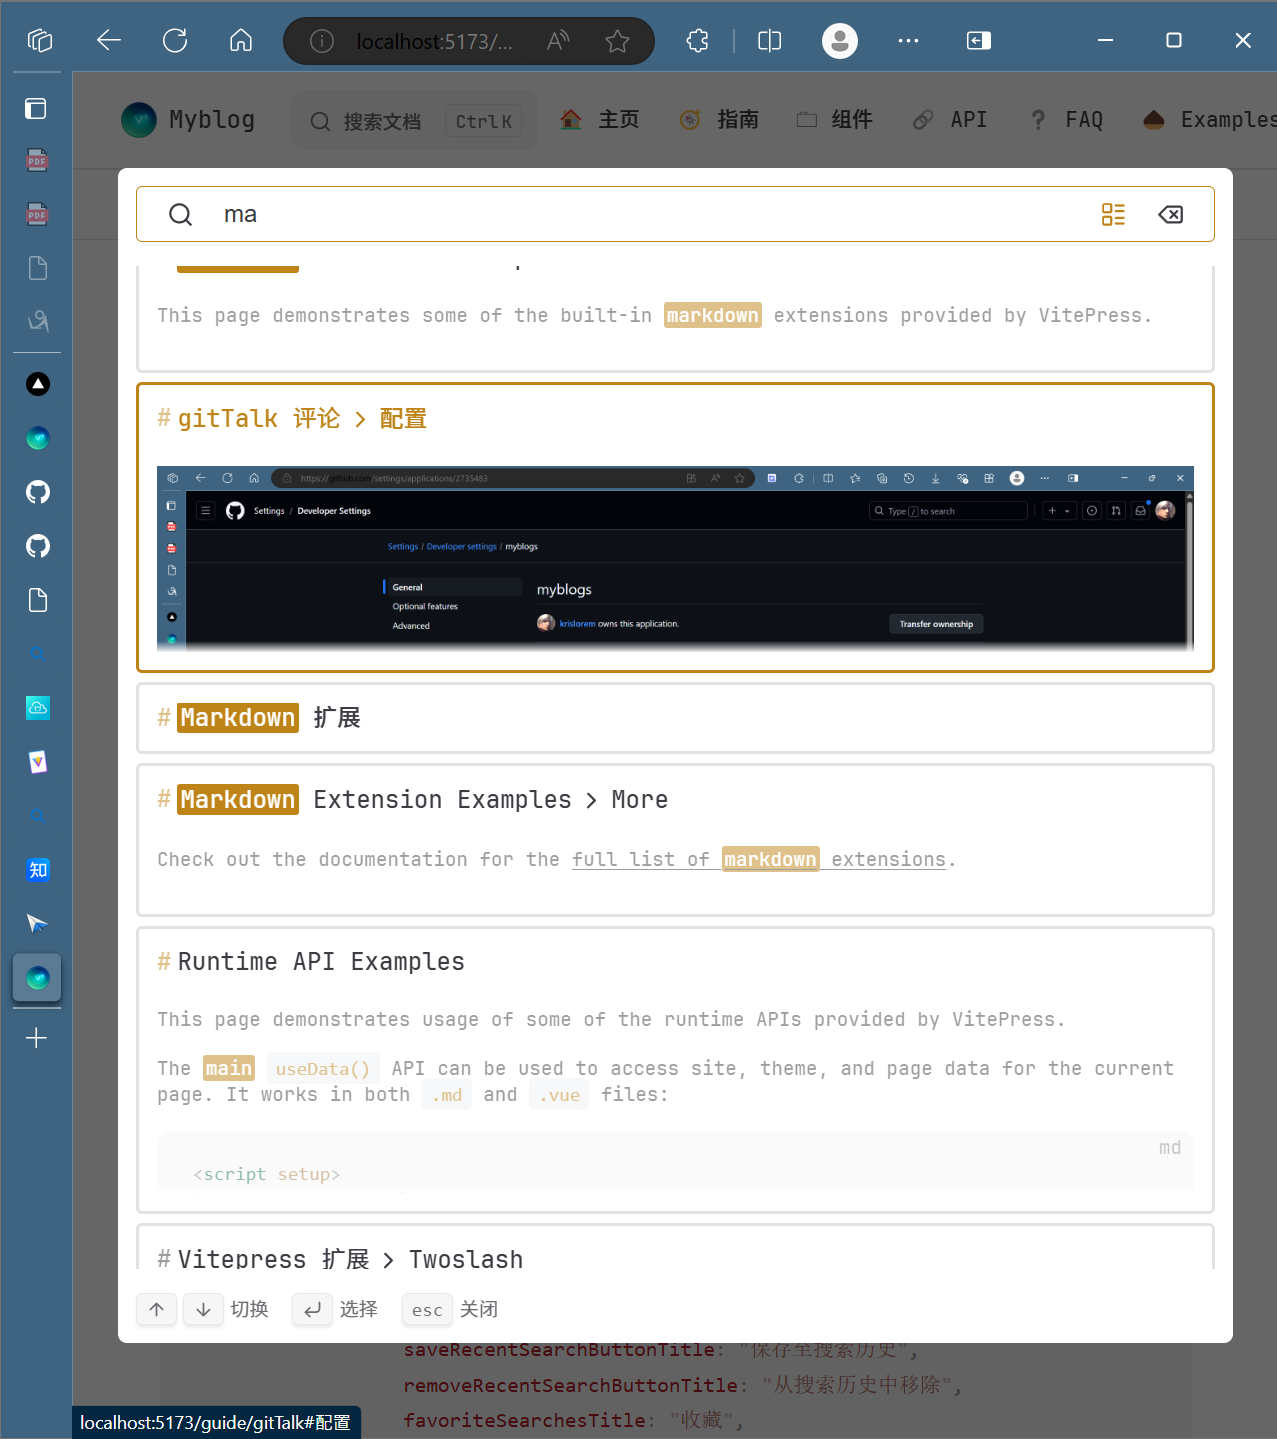 localhost:5173/...
Myblog
搜索文档
Ctrl K
主页
指南
组件
API
FAQ
Examples
ma
This page demonstrates some of the built-in markdown extensions provided by VitePress.
# gitTalk 评论 > 配置
https://github.com/settings/applications/2735483
Settings / Developer Settings
Type / to search
Settings / Developer settings / myblogs
General
myblogs
Optional features
krislorem owns this application.
Transfer ownership
Advanced
# Markdown 扩展
# Markdown Extension Examples > More
Check out the documentation for the full list of markdown extensions.
# Runtime API Examples
This page demonstrates usage of some of the runtime APIs provided by VitePress.
The main useData() API can be used to access site, theme, and page data for the current
page. It works in both .md and .vue files:
md
<script setup>
# Vitepress 扩展 > Twoslash
切换
选择
esc 关闭
saveRecentSearchButtonTitle: "保存至搜索历史",
removeRecentSearchButtonTitle: "从搜索历史中移除",
favoriteSearchesTitle: "收藏",
localhost:5173/guide/gitTalk#配置
PDF
PDF
知